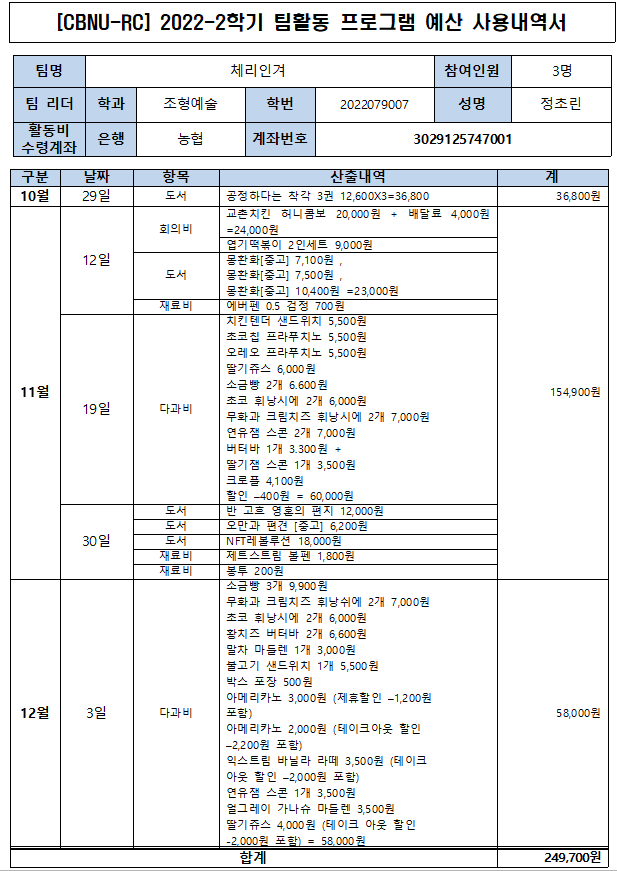 [CBNU-RC] 2022-2학기 팀활동 프로그램 예산 사용내역서
팀명 체리인겨 참여인원 3명
팀 리더 학과 조형예술 학번 2022079007 성명 정초린
활동비 수령계좌 은행 농협 계좌번호 3029125747001
구분 날짜 항목 산출내역 계
10월 29일 도서 공정하다는 착각 3권 12,600X3=36,800 36,800원
11월 154,900원
12일
회의비
교촌치킨 허니콤보 20,000원 + 배달료 4,000원
=24,000원
엽기떡볶이 2인세트 9,000원
도서
몽환화[중고] 7,100원 ,
몽환화[중고] 7,500원 ,
몽환화[중고] 10,400원 =23,000원
재료비 에버펜 0.5 검정 700원
19일
다과비
치킨텐더 샌드위치 5,500원
초코칩 프라푸치노 5,500원
오레오 프라푸치노 5,500원
딸기쥬스 6,000원
소금빵 2개 6.600원
초코 휘낭시에 2개 6,000원
무화과 크림치즈 휘낭시에 2개 7,000원
연유잼 스콘 2개 7,000원
버터바 1개 3.300원 +
딸기잼 스콘 1개 3,500원
크로플 4,100원
할인 –400원 = 60,000원
30일
도서 반 고흐 영혼의 편지 12,000원
도서 오만과 편견 [중고] 6,200원
도서 NFT레볼루션 18,000원
재료비 제트스트림 볼펜 1,800원
재료비 봉투 200원
12월 3일 다과비 58,000원
소금빵 3개 9,900원
무화과 크림치즈 휘낭쉬에 2개 7,000원
초코 휘낭시에 2개 6,000원
황치즈 버터바 2개 6,600원
말차 마들렌 1개 3,000원
불고기 샌드위치 1개 5,500원
박스 포장 500원
아메리카노 3,000원 (제휴할인 –1,200원
포함)
아메리카노 2,000원 (테이크아웃 할인
–2,200원 포함)
익스트림 바닐라 라떼 3,500원 (테이크
아웃 할인 –2,000원 포함)
연유잼 스콘 1개 3,500원
얼그레이 가나슈 마들렌 3,500원
딸기쥬스 4,000원 (테이크 아웃 할인
-2,000원 포함) = 58,000원
합계 249,700원